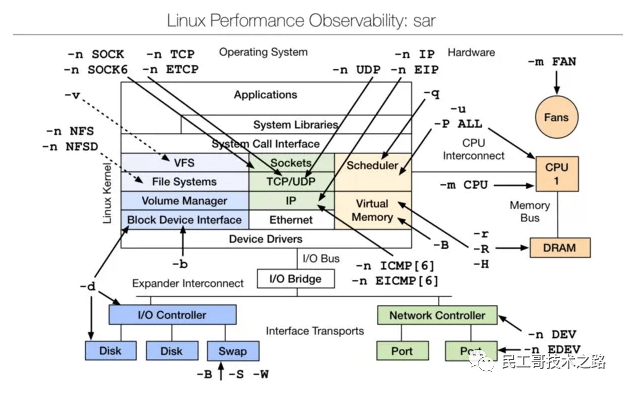 Linux Performance Observability: sar
-n SOCK
-n SOCK6
-n TCP
-n ETCP
Operating System
-n UDP
-n IP
-n EIP
Hardware
-m FAN
-v
-n NFS
-n NFSD
Applications
System Libraries
System Call Interface
-q
-u
-P ALL
Fans
Linux Kernel
VFS
Sockets
Scheduler
File Systems
TCP/UDP
Volume Manager
IP
Virtual
Memory
Block Device Interface
Ethernet
Device Drivers
CPU
Interconnect
CPU
1
-m CPU
Memory
Bus
-r
-R
-H
DRAM
-B
-b
-d
I/O Bus
-n ICMP[6]
-n EICMP[6]
I/O Bridge
Expander Interconnect
I/O Controller
Interface Transports
Network Controller
Disk
Disk
Swap
Port
Port
-n DEV
-n EDEV
-B -S -W
民工哥技术之路